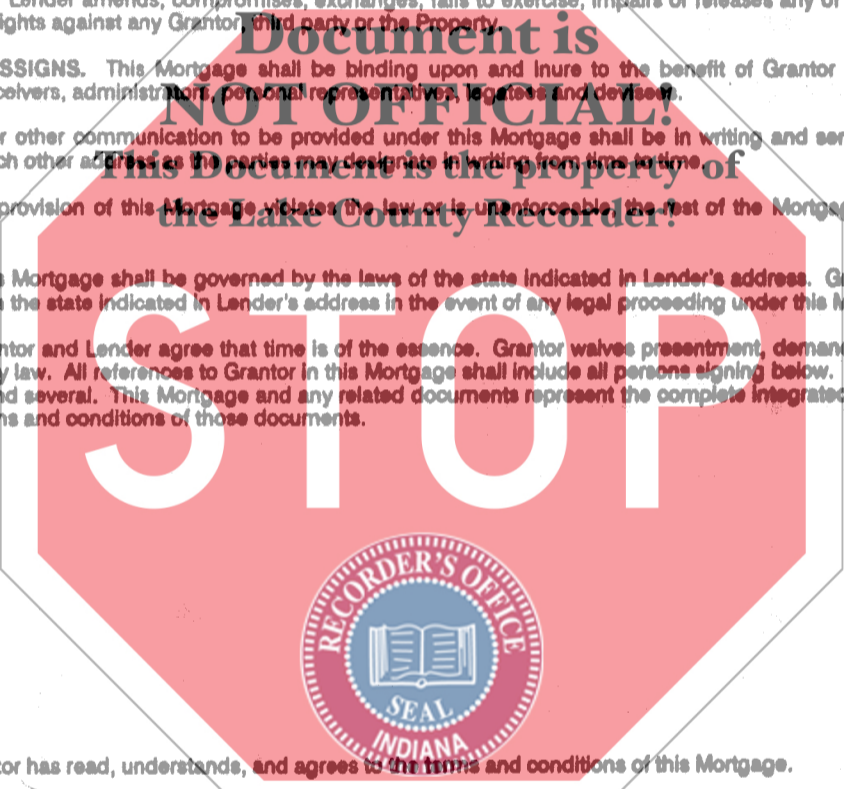 Lender amends, compromises, exchanges, fails to exercise, impairs or releases any of
ights against any Grantor, third party or the Property.
Document is
SSIGNS. This Mortgage shall be binding upon and inure to the benefit of Grantor
ceivers, administrators, personal representatives, legatees and devisees.
NOT OFFICIAL!
r other communication to be provided under this Mortgage shall be in writing and sen
ch other address as the parties may designate in writing from time to time.
This Document is the property of
provision of this Mortgage violates the law or is unenforceable, the rest of the Mortgag
the Lake County Recorder!
s Mortgage shall be governed by the laws of the state indicated in Lender's address. Gr
n the state indicated in Lender's address in the event of any legal proceeding under this M
STOP
ntor and Lender agree that time is of the essence. Grantor waives presentment, deman
y law. All references to Grantor in this Mortgage shall include all persons signing below.
nd several. This Mortgage and any related documents represent the complete integrated
ns and conditions of those documents.
RECORDER'S OFFICE
SEAL
INDIANA
tor has read, understands, and agrees to the terms and conditions of this Mortgage.